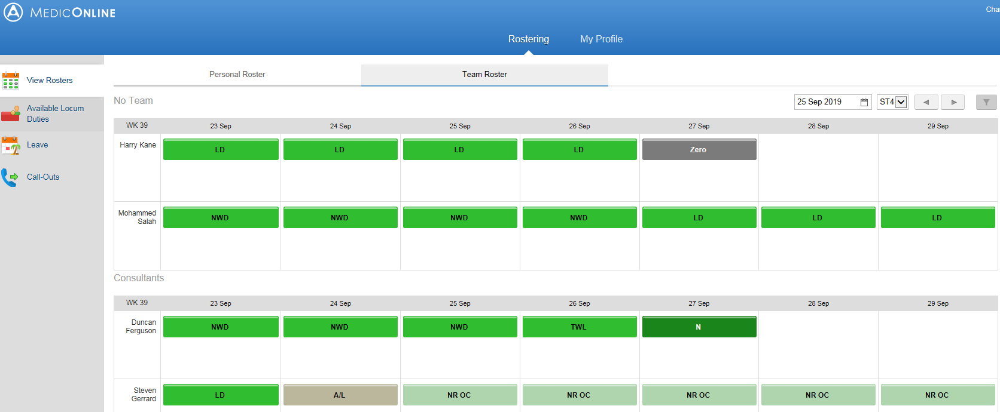 MEDICONLINE
Cha
Rostering
My Profile
View Rosters
Available Locum
Duties
Leave
Call-Outs
Personal Roster
Team Roster
No Team
25 Sep 2019
ST4
WK 39 23 Sep 24 Sep 25 Sep 26 Sep 27 Sep 28 Sep 29 Sep
Harry Kane LD LD LD LD Zero
Mohammed
Salah
NWD NWD NWD NWD LD LD LD
Consultants
WK 39 23 Sep 24 Sep 25 Sep 26 Sep 27 Sep 28 Sep 29 Sep
Duncan
Ferguson
NWD NWD NWD TWL N
Steven
Gerrard
LD A/L NR OC NR OC NR OC NR OC NR OC